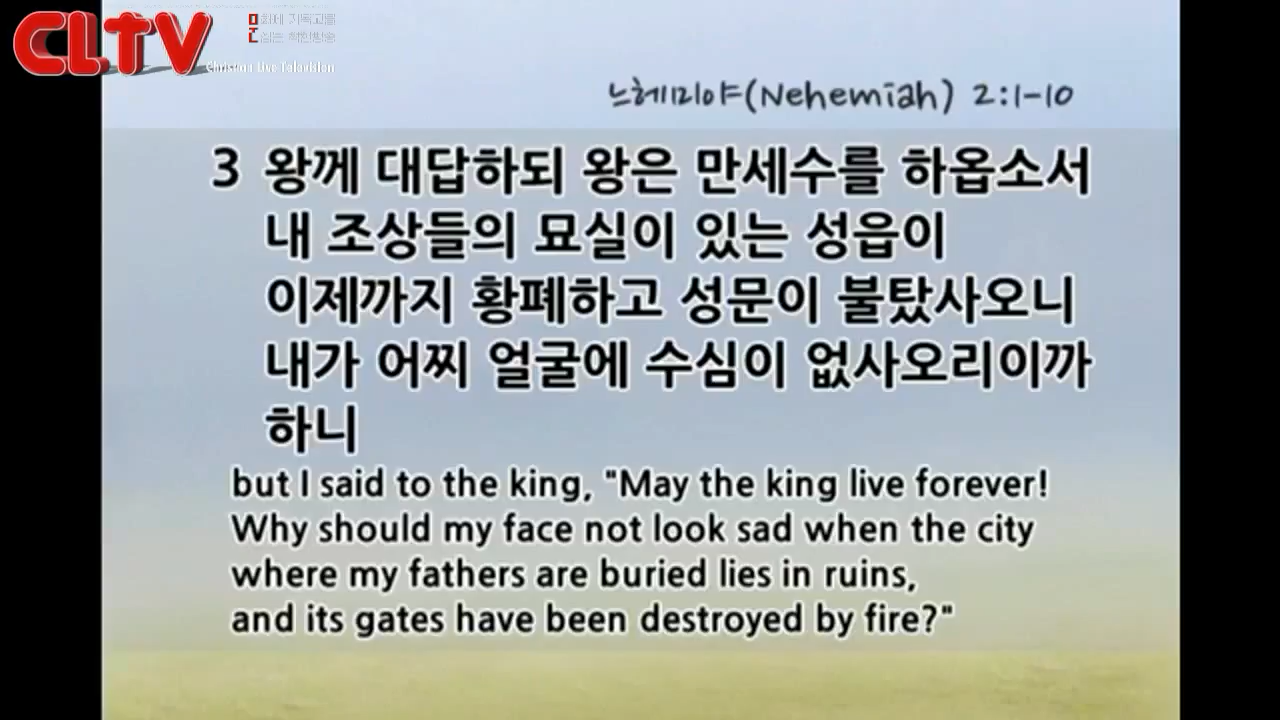 CLTV
Christian Live Television
느헤미야(Nehemiah) 2:1-10
3 왕께 대답하되 왕은 만세수를 하옵소서
내 조상들의 묘실이 있는 성읍이
이제까지 황폐하고 성문이 불탔사오니
내가 어찌 얼굴에 수심이 없사오리이까
하니
but I said to the king, "May the king live forever!
Why should my face not look sad when the city
where my fathers are buried lies in ruins,
and its gates have been destroyed by fire?"